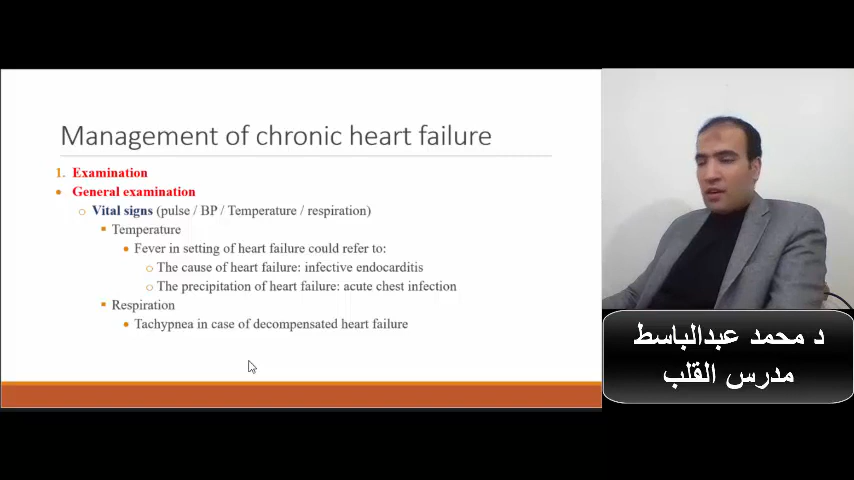 Management of chronic heart failure
1. Examination
• General examination
○ Vital signs (pulse / BP / Temperature / respiration)
▪ Temperature
• Fever in setting of heart failure could refer to:
○ The cause of heart failure: infective endocarditis
○ The precipitation of heart failure: acute chest infection
▪ Respiration
• Tachypnea in case of decompensated heart failure
د محمد عبدالباسط
مدرس القلب